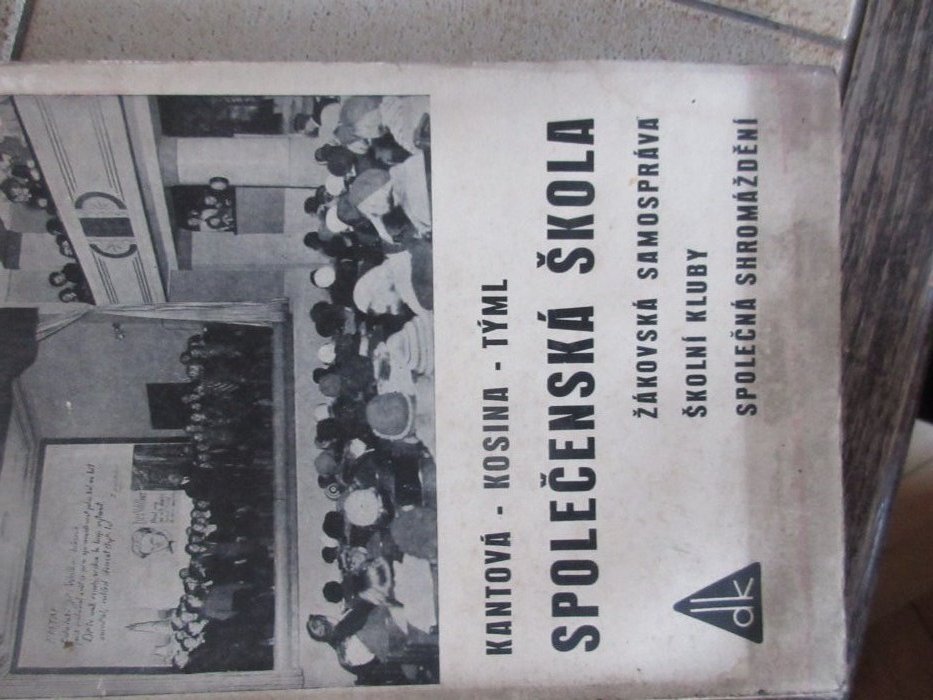 KANTOVÁ - KOSINA - TÝML
SPOLEČENSKÁ ŠKOLA
ŽÁKOVSKÁ SAMOSPRÁVA
ŠKOLNÍ KLUBY
SPOLEČNÁ SHROMÁŽDĚNÍ
dk